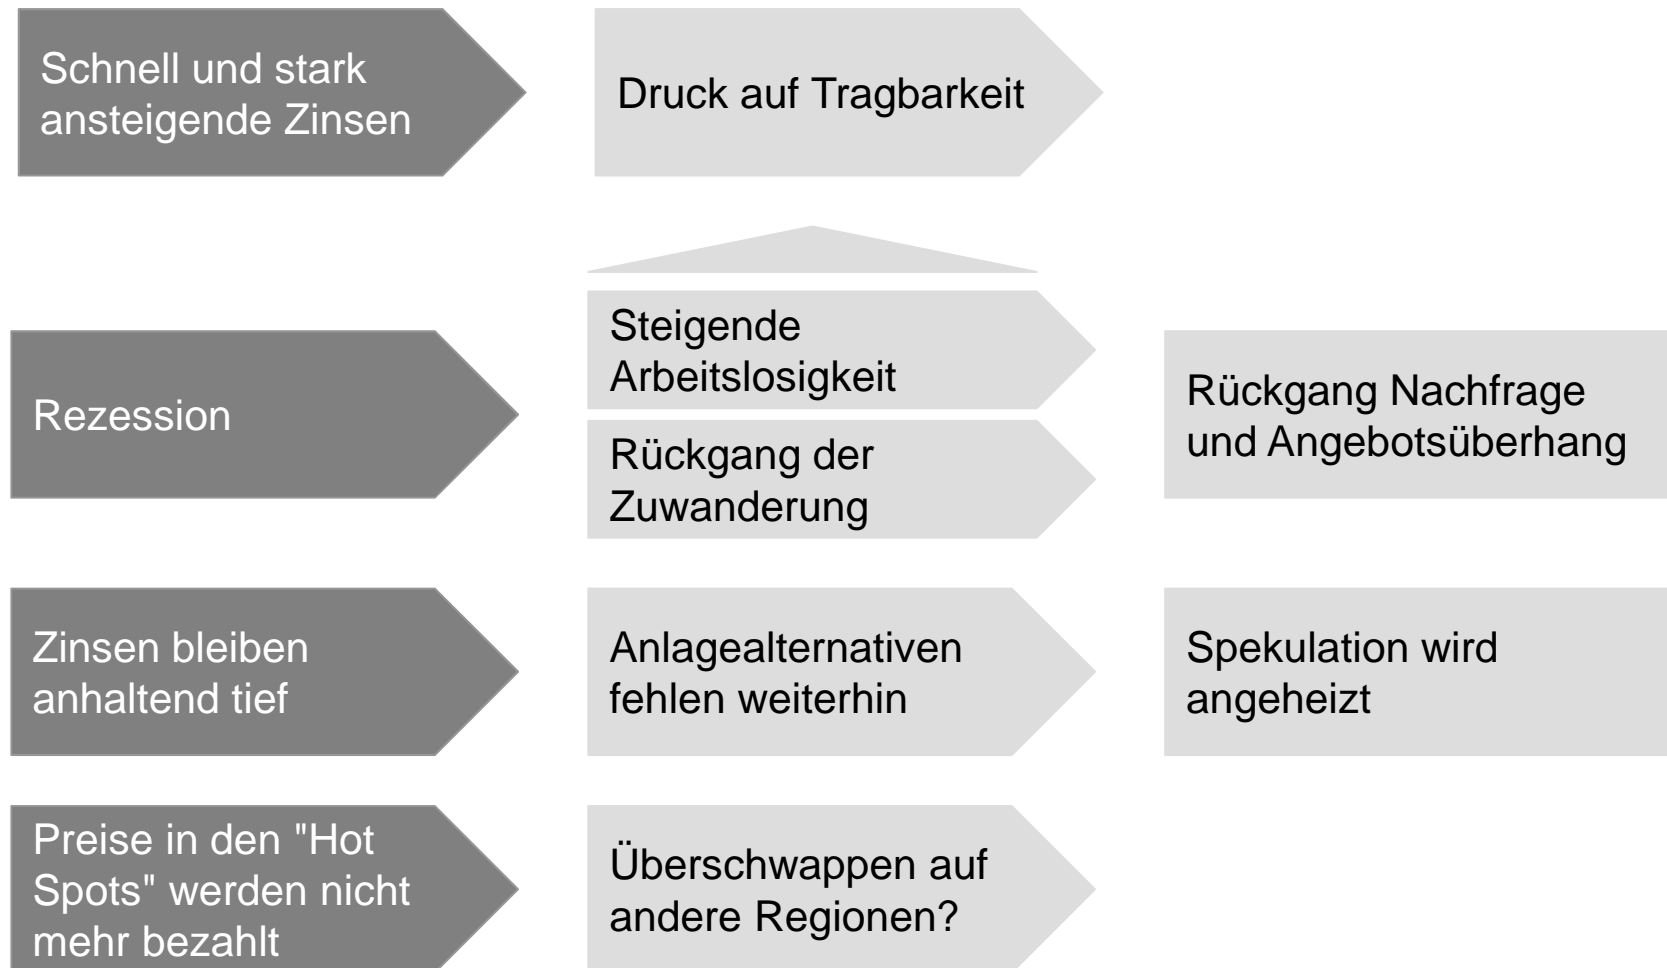 Schnell und stark
ansteigende Zinsen
Druck auf Tragbarkeit
Rezession
Steigende
Arbeitslosigkeit
Rückgang der
Zuwanderung
Rückgang Nachfrage
und Angebotsüberhang
Zinsen bleiben
anhaltend tief
Anlagealternativen
fehlen weiterhin
Spekulation wird
angeheizt
Preise in den "Hot
Spots" werden nicht
mehr bezahlt
Überschwappen auf
andere Regionen?